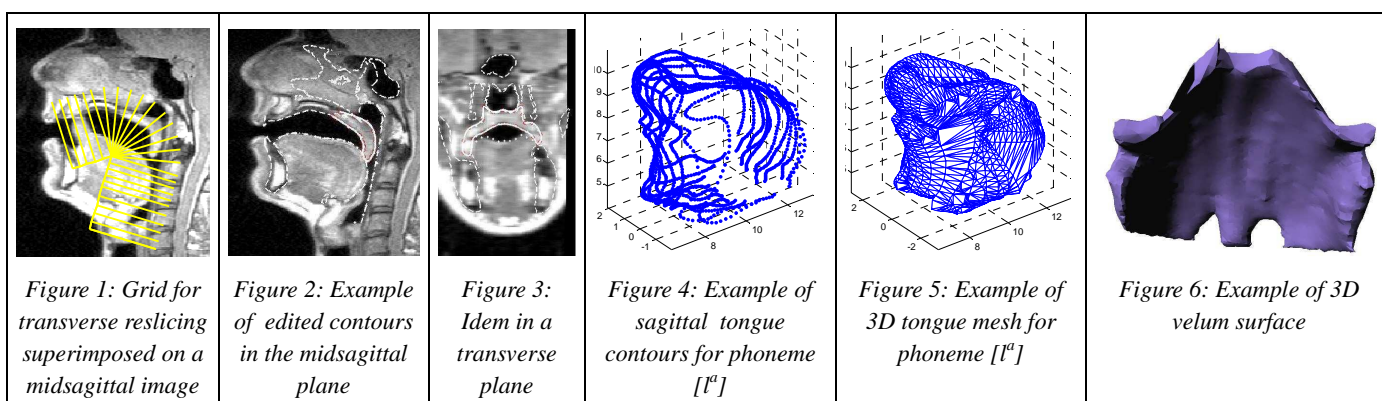 10
9
8
7
6
5
2
1
0
-1
8
10
12
2
0
-2
8
10
12
Figure 1: Grid for
transverse reslicing
superimposed on a
midsagittal image
Figure 2: Example
of edited contours
in the midsagittal
plane
Figure 3:
Idem in a
transverse
plane
Figure 4: Example of
sagittal tongue
contours for phoneme
[lᵃ]
Figure 5: Example of
3D tongue mesh for
phoneme [lᵃ]
Figure 6: Example of 3D
velum surface